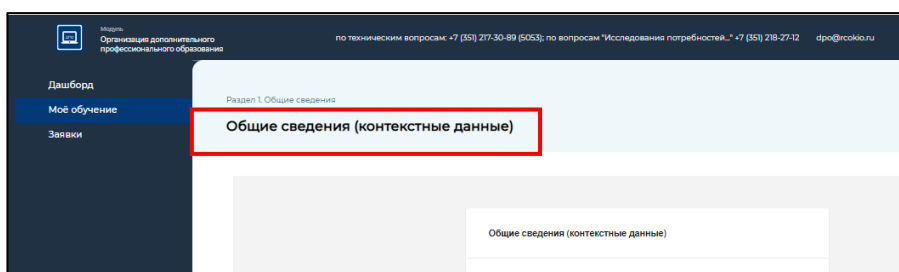 Модуль
Организация дополнительного
профессионального образования
по техническим вопросам: +7 (351) 217-30-89 (5053); по вопросам "Исследования потребностей..." +7 (351) 218-27-12
dpo@rcokio.ru
Дашборд
Моё обучение
Заявки
Раздел 1. Общие сведения
Общие сведения (контекстные данные)
Общие сведения (контекстные данные)